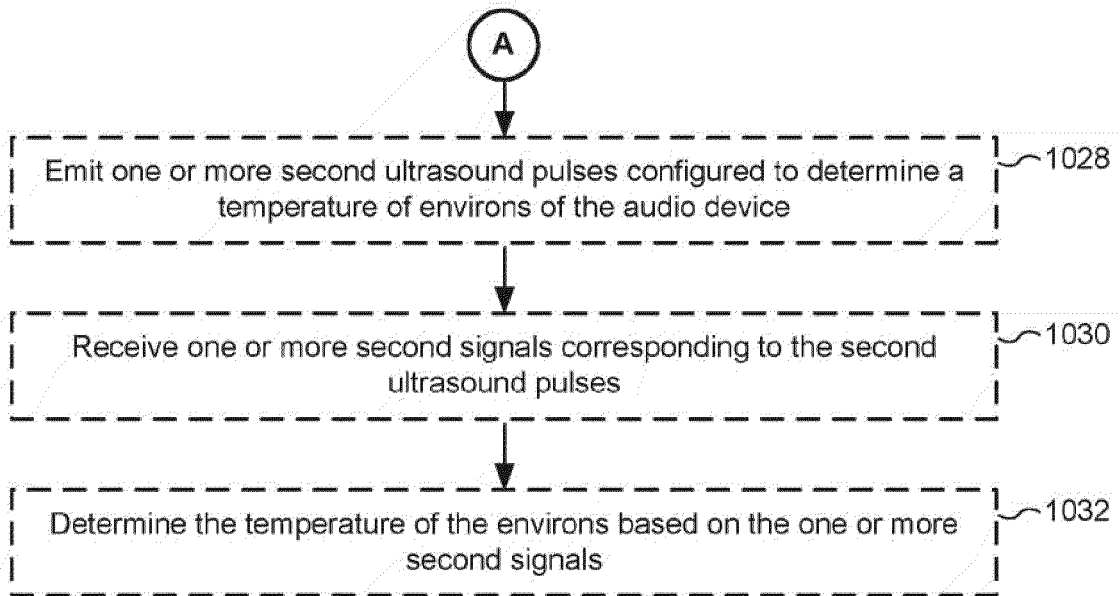 A
Emit one or more second ultrasound pulses configured to determine a
temperature of environs of the audio device
1028
Receive one or more second signals corresponding to the second
ultrasound pulses
1030
Determine the temperature of the environs based on the one or more
second signals
1032